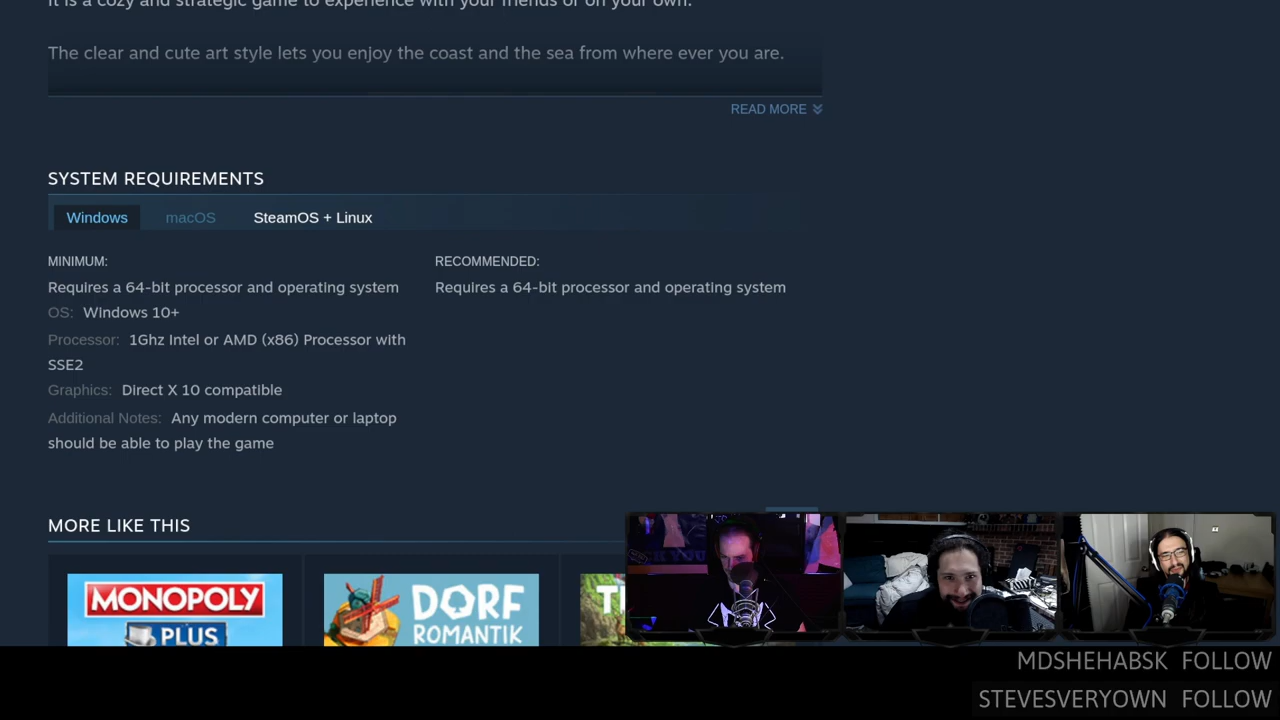 It is a cozy and strategic game to experience with your friends or on your own.
The clear and cute art style lets you enjoy the coast and the sea from where ever you are.
READ MORE
SYSTEM REQUIREMENTS
Windows macOS SteamOS + Linux
MINIMUM:
Requires a 64-bit processor and operating system
OS: Windows 10+
Processor: 1Ghz Intel or AMD (x86) Processor with
SSE2
Graphics: Direct X 10 compatible
Additional Notes: Any modern computer or laptop
should be able to play the game
RECOMMENDED:
Requires a 64-bit processor and operating system
MORE LIKE THIS
MONOPOLY
PLUS
DORF
ROMANTIK
MDSHEHABSK FOLLOW
STEVESVERYOWN FOLLOW